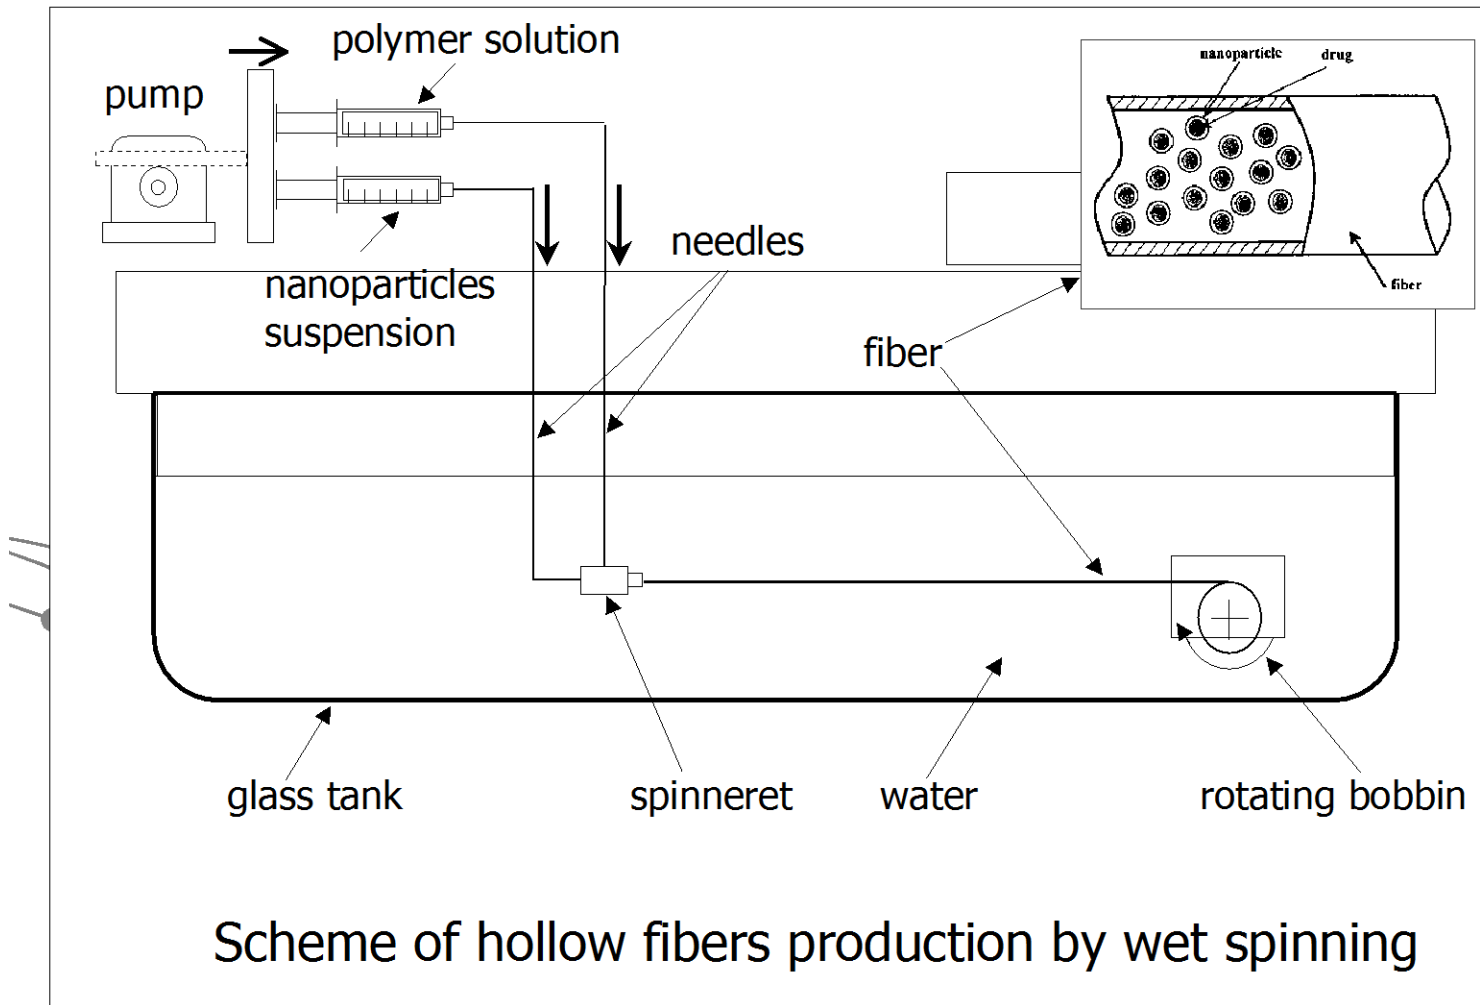 polymer solution
pump
nanoparticle
drug
fiber
needles
nanoparticles
suspension
fiber
glass tank
spinneret
water
rotating bobbin
Scheme of hollow fibers production by wet spinning